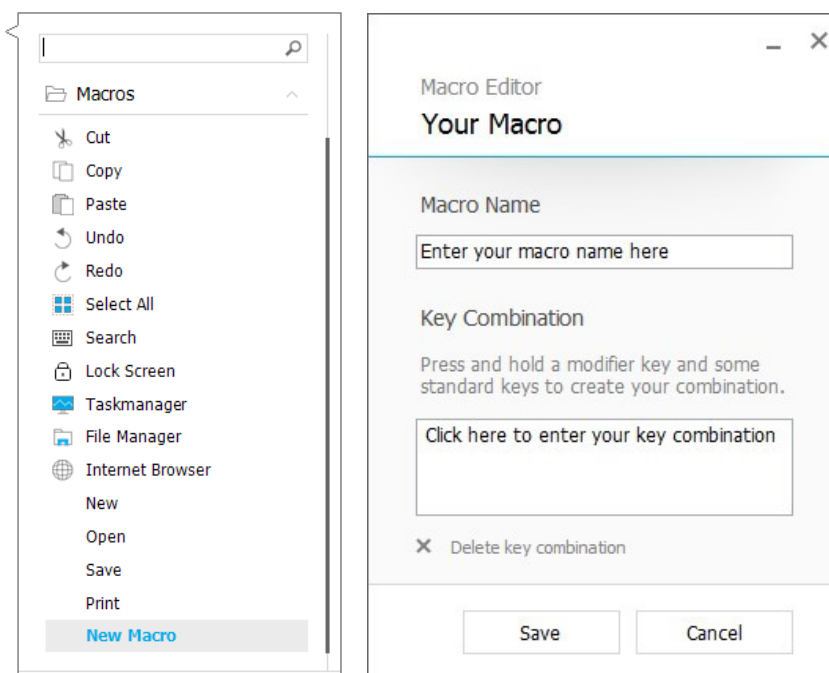 Macros
Cut
Copy
Paste
Undo
Redo
Select All
Search
Lock Screen
Taskmanager
File Manager
Internet Browser
New
Open
Save
Print
New Macro
Macro Editor
Your Macro
Macro Name
Enter your macro name here
Key Combination
Press and hold a modifier key and some
standard keys to create your combination.
Click here to enter your key combination
Delete key combination
Save
Cancel